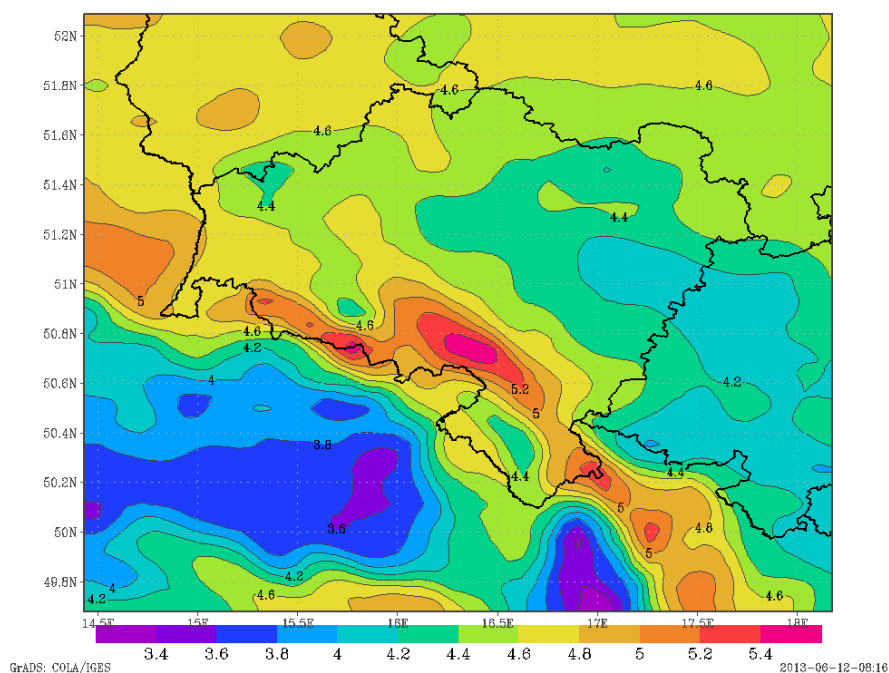 52N
51.8N
51.6N
51.4N
51.2N
51N
50.8N
50.6N
50.4N
50.2N
50N
49.8N
4.6
4.6
4.6
4.4
4.4
5
4.6
4.6
4.2
4
5.2
5
4.2
3.8
4.4
4.4
3.6
5
4.8
5
4.2
4
4.2
4.6
4.6
14.5E 15E 15.5E 16E 16.5E 17E 17.5E 18E
3.4 3.6 3.8 4 4.2 4.4 4.6 4.8 5 5.2 5.4
GrADS: COLA/IGES 2013-06-12-08:16